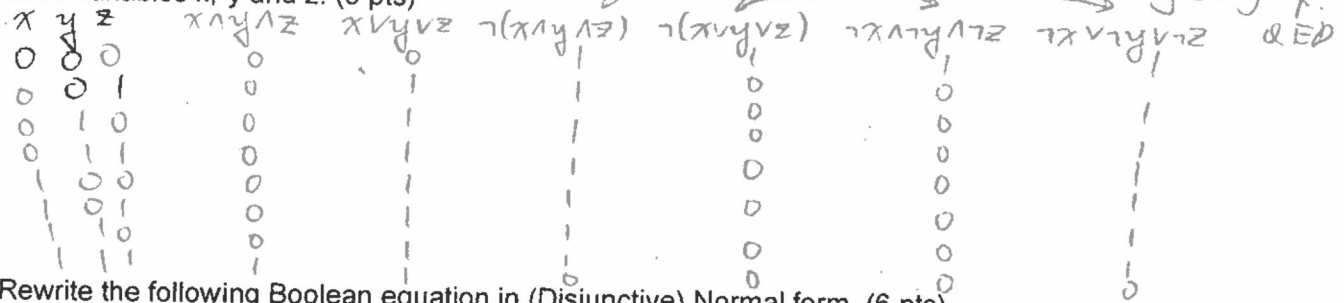 x y z x∧y∧z x∨y∨z ¬(x∧y∧z) ¬(x∨y∨z) ¬x∧¬y∧¬z ¬x∨¬y∨¬z QED
0 0 0 0 0 1 1 1 1
0 0 1 0 1 1 0 0 1
0 1 0 0 1 1 0 0 1
0 1 1 0 1 1 0 0 1
1 0 0 0 1 1 0 0 1
1 0 1 0 1 1 0 0 1
1 1 0 0 1 1 0 0 1
1 1 1 1 1 0 0 0 0
Rewrite the following Boolean equation in (Disjunctive) Normal form. (6 pts)